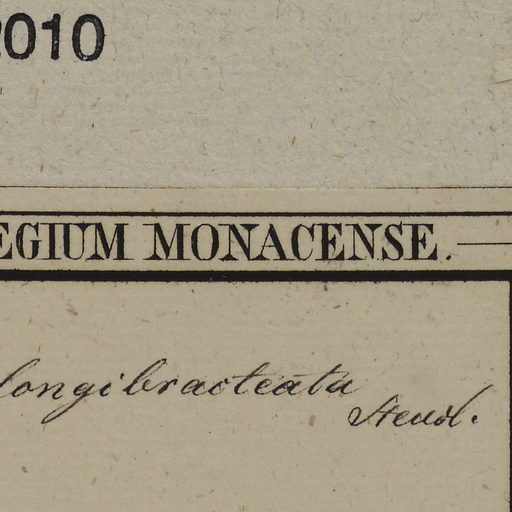 2010
EGIUM MONACENSE.
longibracteata
Steud.